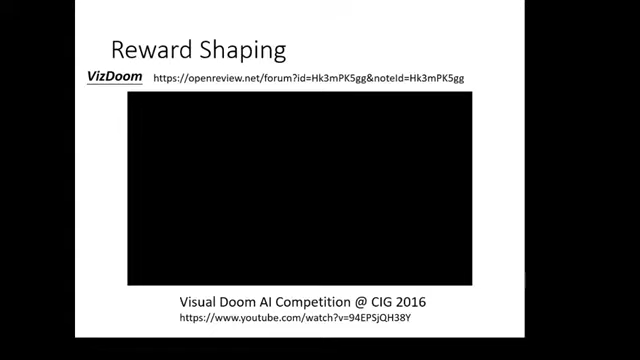 Reward Shaping
VizDoom https://openreview.net/forum?id=Hk3mPK5gg&noteId=Hk3mPK5gg
Visual Doom AI Competition @ CIG 2016
https://www.youtube.com/watch?v=94EPSjQH38Y